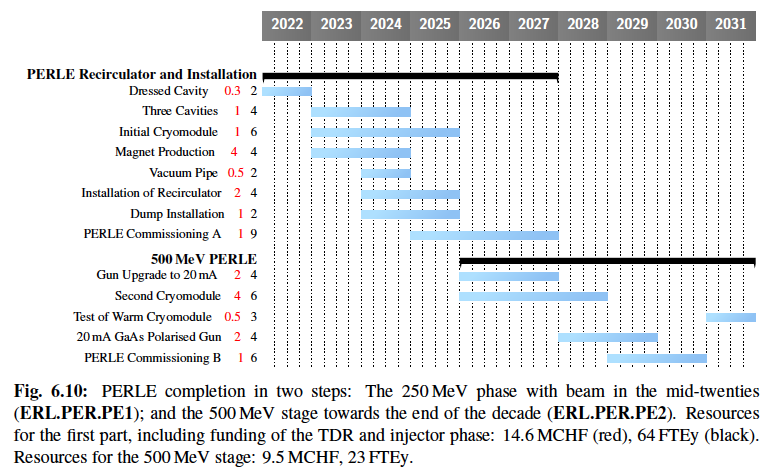 2022 2023 2024 2025 2026 2027 2028 2029 2030 2031
PERLE Recirculator and Installation
Dressed Cavity 0.3 2
Three Cavities 1 4
Initial Cryomodule 1 6
Magnet Production 4 4
Vacuum Pipe 0.5 2
Installation of Recirculator 2 4
Dump Installation 1 2
PERLE Commissioning A 1 9
500 MeV PERLE
Gun Upgrade to 20 mA 2 4
Second Cryomodule 4 6
Test of Warm Cryomodule 0.5 3
20 mA GaAs Polarised Gun 2 4
PERLE Commissioning B 1 6
Fig. 6.10: PERLE completion in two steps: The 250 MeV phase with beam in the mid-twenties
(ERL.PER.PE1); and the 500 MeV stage towards the end of the decade (ERL.PER.PE2). Resources
for the first part, including funding of the TDR and injector phase: 14.6 MCHF (red), 64 FTEy (black).
Resources for the 500 MeV stage: 9.5 MCHF, 23 FTEy.